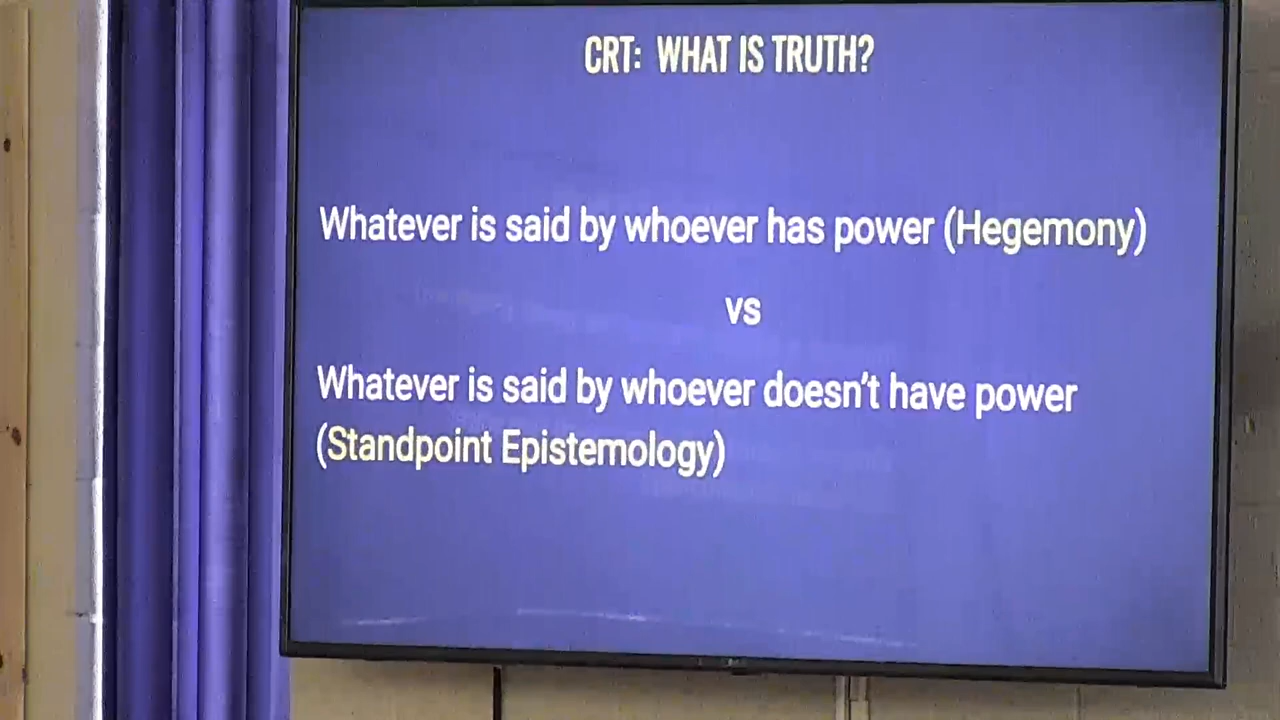 CRT: WHAT IS TRUTH?
Whatever is said by whoever has power (Hegemony)
vs
Whatever is said by whoever doesn't have power
(Standpoint Epistemology)